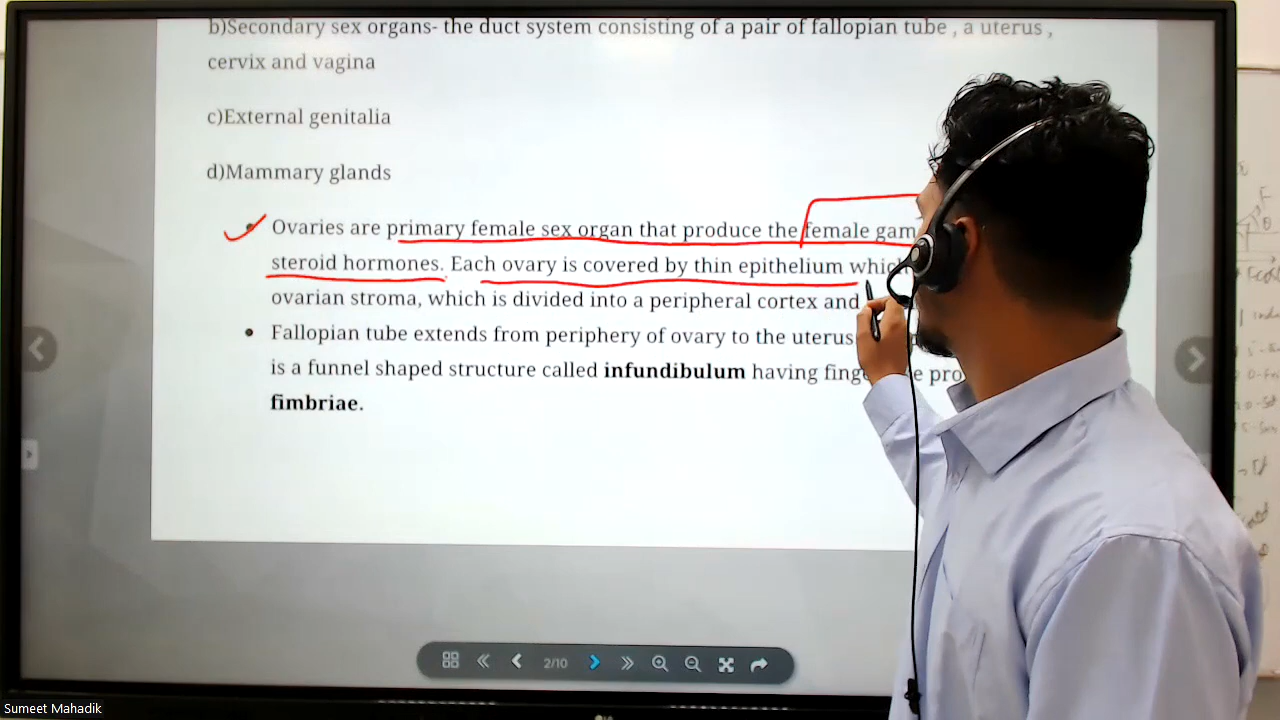 b)Secondary sex organs- the duct system consisting of a pair of fallopian tube , a uterus ,
cervix and vagina
c)External genitalia
d)Mammary glands
Ovaries are primary female sex organ that produce the female
steroid hormones. Each ovary is covered by thin epithelium
ovarian stroma, which is divided into a peripheral cortex and
Fallopian tube extends from periphery of ovary to the uterus
is a funnel shaped structure called infundibulum having
fimbriae.
2/10
Sumeet Mahadik